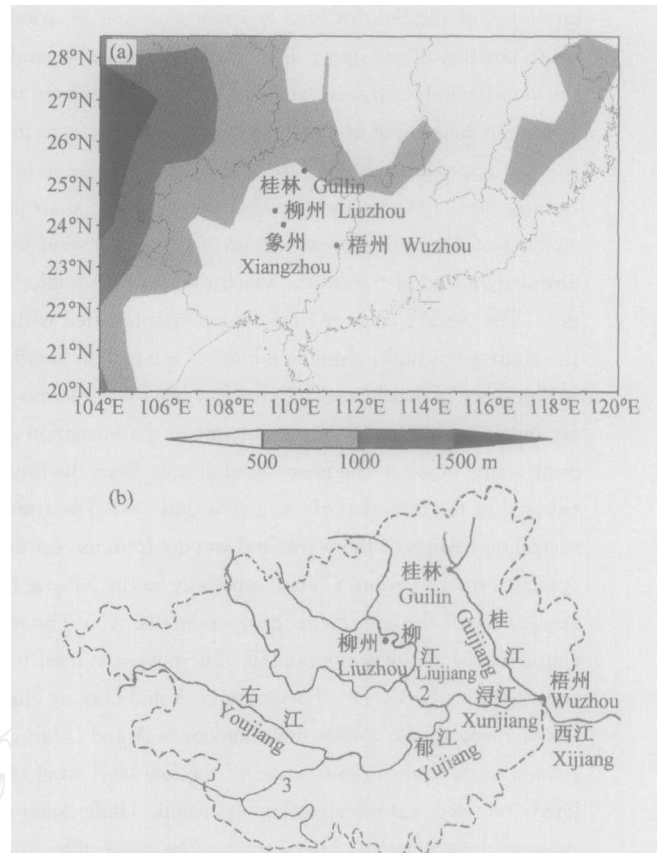 (a)
28°N
27°N
26°N
25°N
24°N
23°N
22°N
21°N
20°N
桂林 Guilin
柳州 Liuzhou
象州
Xiangzhou
梧州 Wuzhou
104°E 106°E 108°E 110°E 112°E 114°E 116°E 118°E 120°E
500 1000 1500 m
(b)
桂林
Guilin
桂江
Guijiang
柳州
Liuzhou
柳江
Liujiang
2
梧州
Wuzhou
浔江
Xunjiang
西江
Xijiang
右江
Youjiang
郁江
Yujiang
3